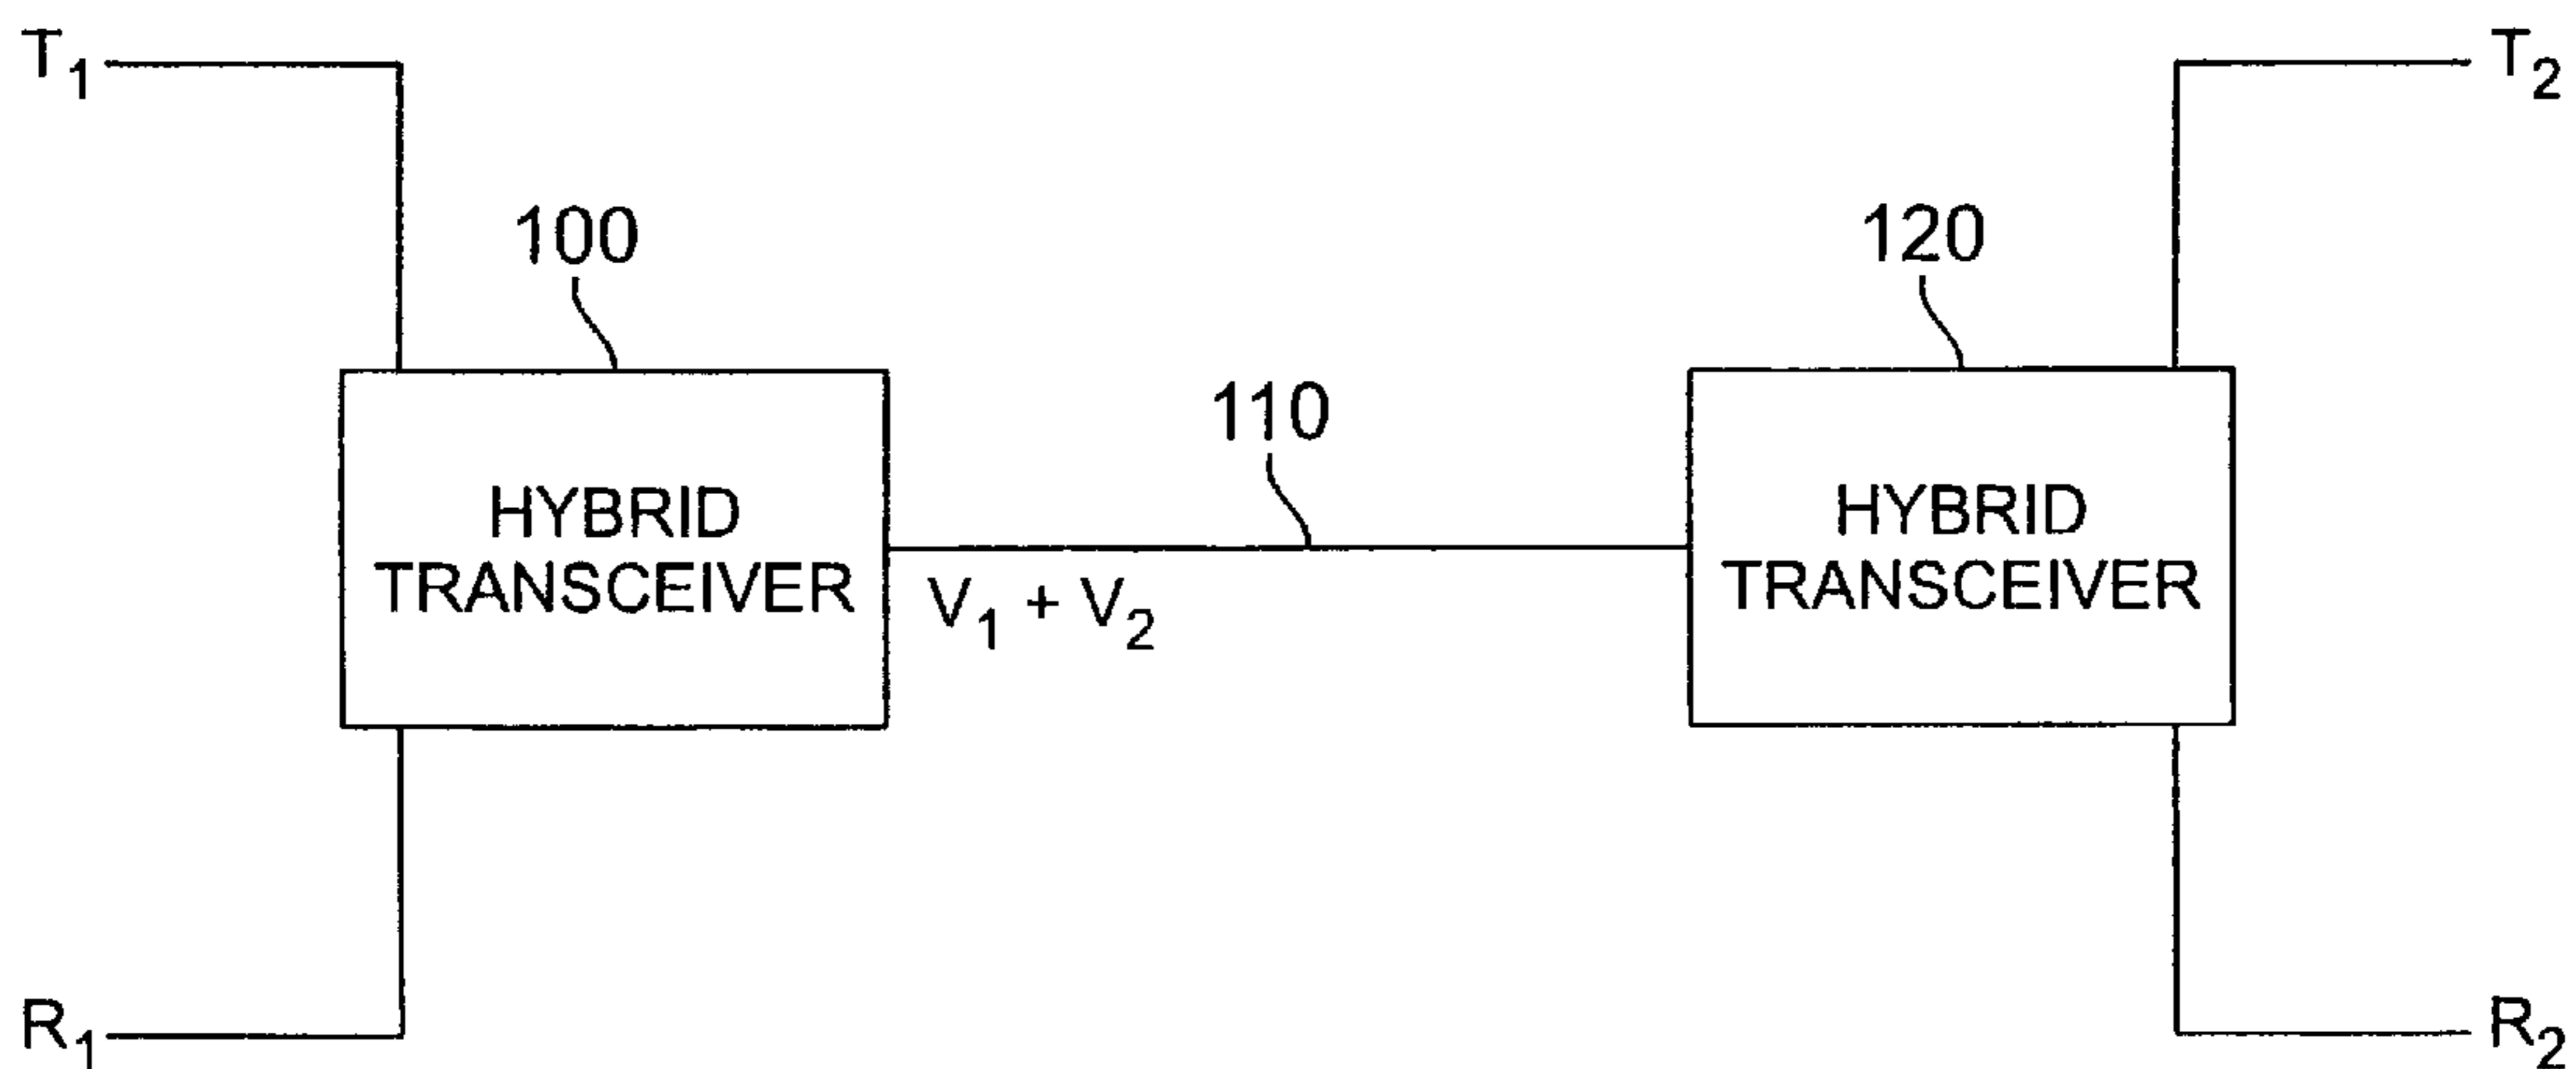 T₁
T₂
100
120
110
HYBRID
TRANSCEIVER
V₁ + V₂
HYBRID
TRANSCEIVER
R₁
R₂